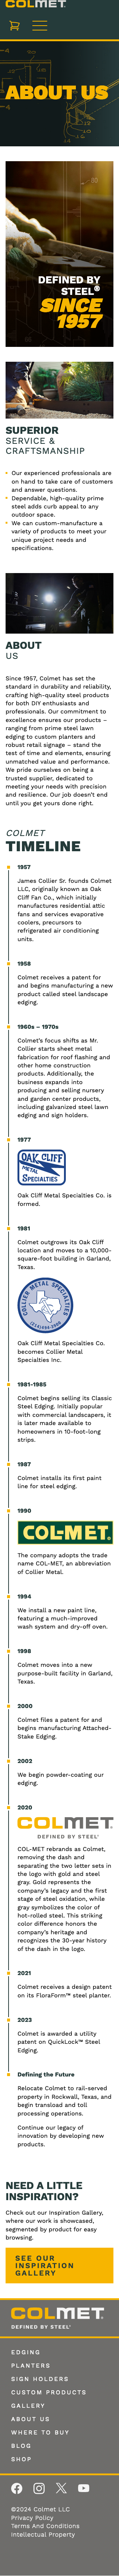 COLMET
ABOUT US
DEFINED BY
STEEL®
SINCE
1957
SUPERIOR
SERVICE &
CRAFTSMANSHIP
Our experienced professionals are
on hand to take care of customers
and answer questions.
Dependable, high-quality prime
steel adds curb appeal to any
outdoor space.
We can custom-manufacture a
variety of products to meet your
unique project needs and
specifications.
ABOUT
US
Since 1957, Colmet has set the
standard in durability and reliability,
crafting high-quality steel products
for both DIY enthusiasts and
professionals. Our commitment to
excellence ensures our products –
ranging from prime steel lawn
edging to custom planters and
robust retail signage – stand the
test of time and elements, ensuring
unmatched value and performance.
We pride ourselves on being a
trusted supplier, dedicated to
meeting your needs with precision
and resilience. Our job doesn't end
until you get yours done right.
COLMET
TIMELINE
1957
James Collier Sr. founds Colmet
LLC, originally known as Oak
Cliff Fan Co., which initially
manufactures residential attic
fans and services evaporative
coolers, precursors to
refrigerated air conditioning
units.
1958
Colmet receives a patent for
and begins manufacturing a new
product called steel landscape
edging.
1960s – 1970s
Colmet's focus shifts as Mr.
Collier starts sheet metal
fabrication for roof flashing and
other home construction
products. Additionally, the
business expands into
producing and selling nursery
and garden center products,
including galvanized steel lawn
edging and sign holders.
1977
OAK CLIFF
METAL
SPECIALTIES
Oak Cliff Metal Specialties Co. is
formed.
1981
Colmet outgrows its Oak Cliff
location and moves to a 10,000-
square-foot building in Garland,
Texas.
COLLIER METAL SPECIALTIES
Oak Cliff Metal Specialties Co.
becomes Collier Metal
Specialties Inc.
1981-1985
Colmet begins selling its Classic
Steel Edging. Initially popular
with commercial landscapers, it
is later made available to
homeowners in 10-foot-long
strips.
1987
Colmet installs its first paint
line for steel edging.
1990
COL-MET.
The company adopts the trade
name COL-MET, an abbreviation
of Collier Metal.
1994
We install a new paint line,
featuring a much-improved
wash system and dry-off oven.
1998
Colmet moves into a new
purpose-built facility in Garland,
Texas.
2000
Colmet files a patent for and
begins manufacturing Attached-
Stake Edging.
2002
We begin powder-coating our
edging.
2020
COLMET
DEFINED BY STEEL®
COL-MET rebrands as Colmet,
removing the dash and
separating the two letter sets in
the logo with gold and steel
gray. Gold represents the
company's legacy and the first
stage of steel oxidation, while
gray symbolizes the color of
hot-rolled steel. This striking
color difference honors the
company's heritage and
recognizes the 30-year history
of the dash in the logo.
2021
Colmet receives a design patent
on its FloraForm™ steel planter.
2023
Colmet is awarded a utility
patent on QuickLock™ Steel
Edging.
Defining the Future
Relocate Colmet to rail-served
property in Rockwall, Texas, and
begin transload and toll
processing operations.
Continue our legacy of
innovation by developing new
products.
NEED A LITTLE
INSPIRATION?
Check out our Inspiration Gallery,
where our work is showcased,
segmented by product for easy
browsing.
SEE OUR
INSPIRATION
GALLERY
COLMET
DEFINED BY STEEL®
EDGING
PLANTERS
SIGN HOLDERS
CUSTOM PRODUCTS
GALLERY
ABOUT US
WHERE TO BUY
BLOG
SHOP
©2024 Colmet LLC
Privacy Policy
Terms And Conditions
Intellectual Property